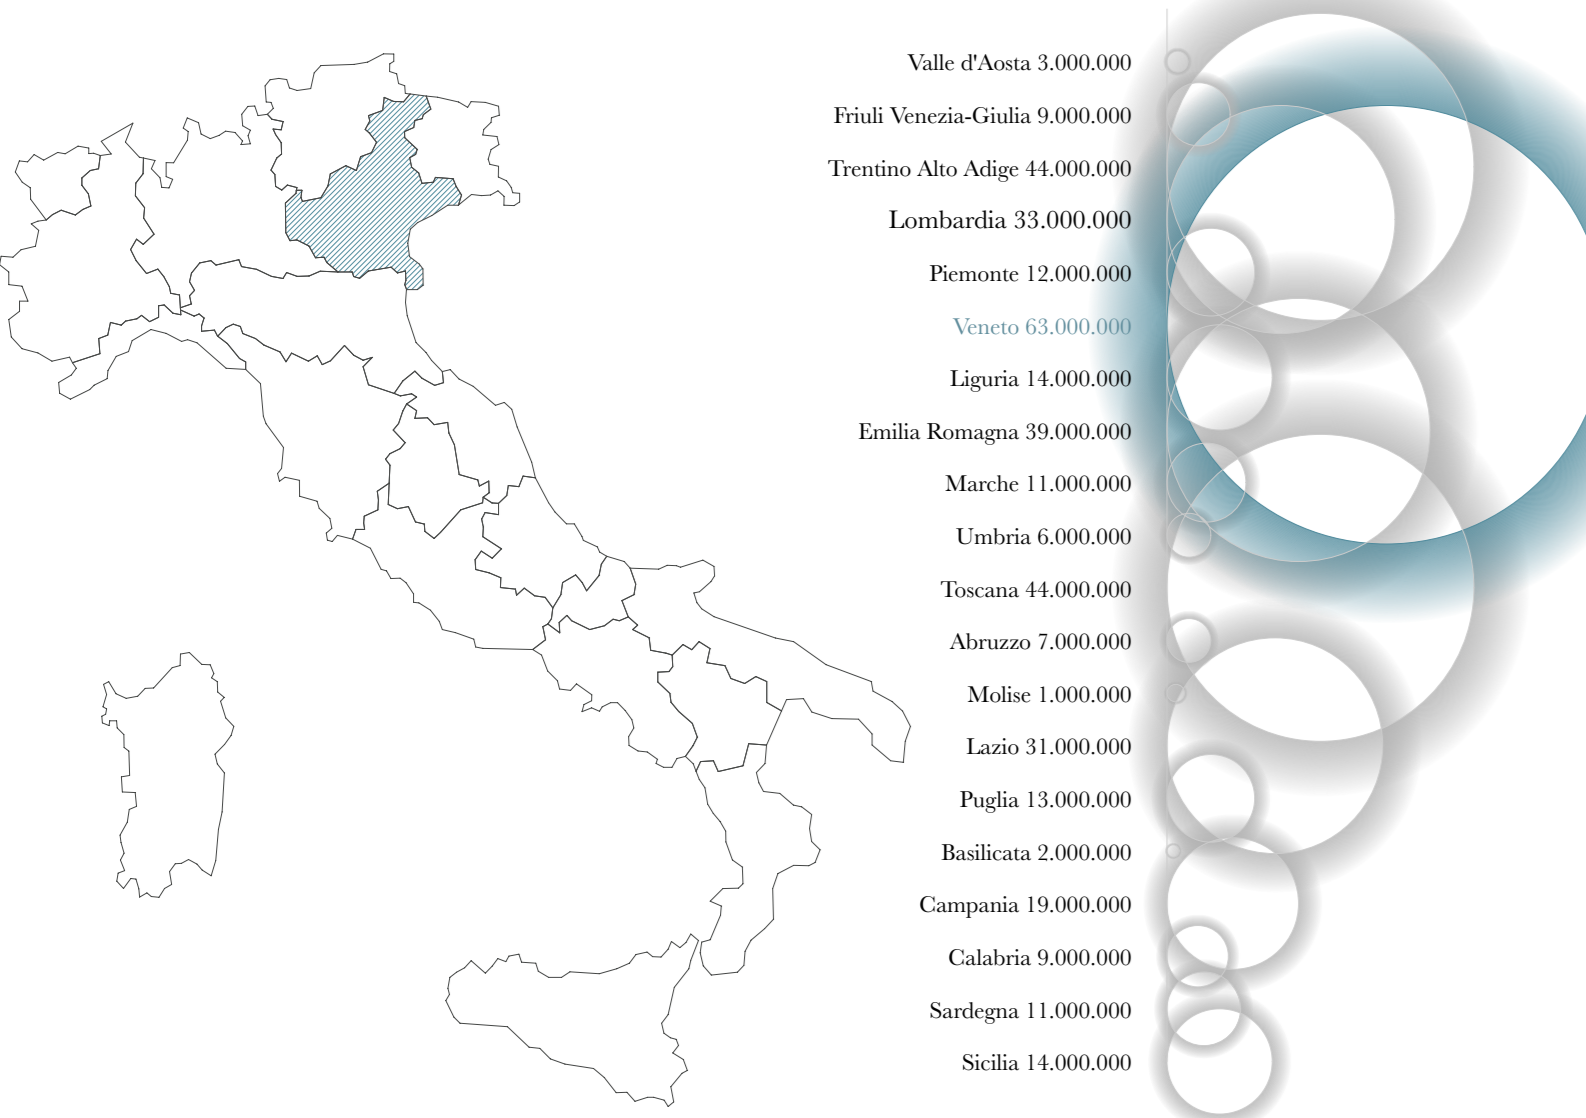 Valle d'Aosta 3.000.000
Friuli Venezia-Giulia 9.000.000
Trentino Alto Adige 44.000.000
Lombardia 33.000.000
Piemonte 12.000.000
Veneto 63.000.000
Liguria 14.000.000
Emilia Romagna 39.000.000
Marche 11.000.000
Umbria 6.000.000
Toscana 44.000.000
Abruzzo 7.000.000
Molise 1.000.000
Lazio 31.000.000
Puglia 13.000.000
Basilicata 2.000.000
Campania 19.000.000
Calabria 9.000.000
Sardegna 11.000.000
Sicilia 14.000.000